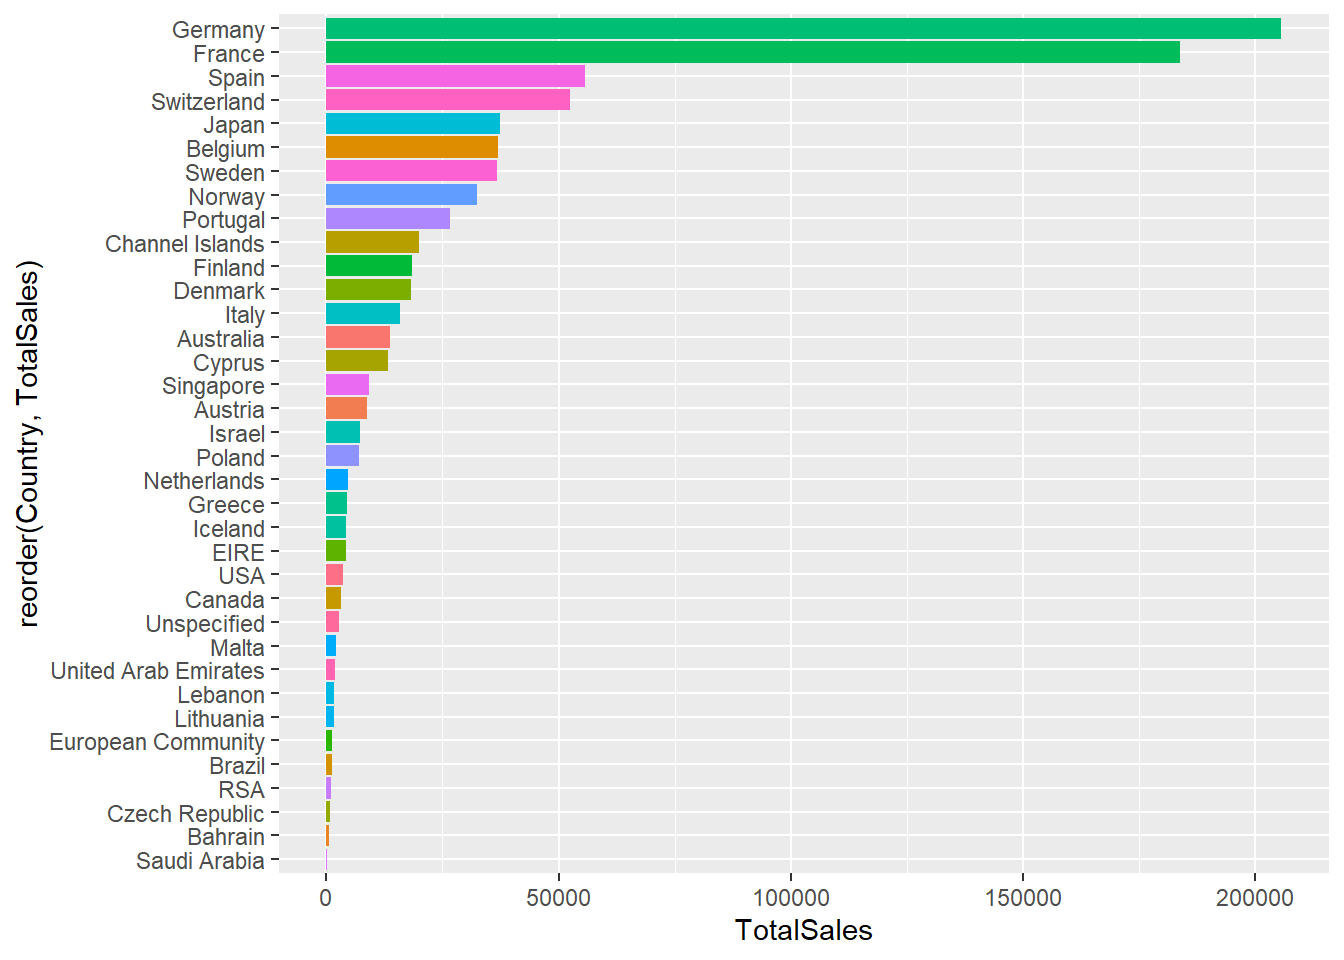 Germany
France
Spain
Switzerland
Japan
Belgium
Sweden
Norway
Portugal
Channel Islands
Finland
Denmark
Italy
Australia
Cyprus
Singapore
Austria
Israel
Poland
Netherlands
Greece
Iceland
EIRE
USA
Canada
Unspecified
Malta
United Arab Emirates
Lebanon
Lithuania
European Community
Brazil
RSA
Czech Republic
Bahrain
Saudi Arabia
reorder(Country, TotalSales)
0 50000 100000 150000 200000
TotalSales